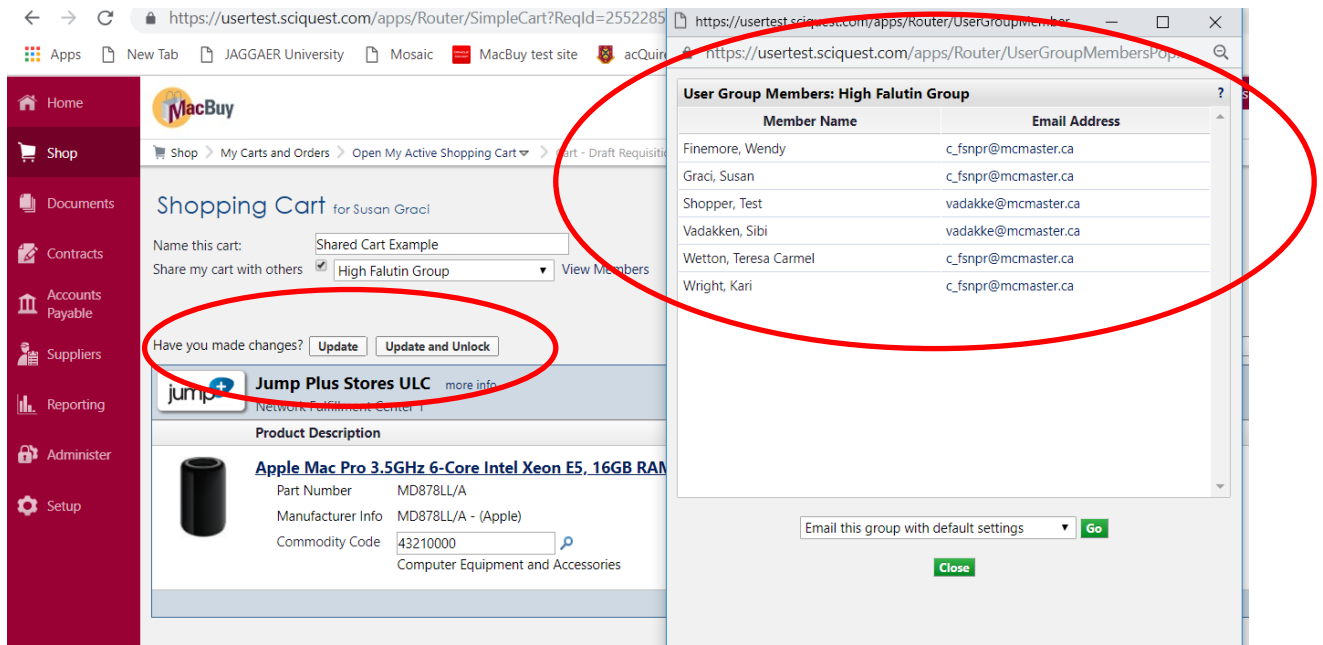 https://usertest.sciquest.com/apps/Router/SimpleCart?ReqId=2552285
Apps New Tab JAGGAER University Mosaic MacBuy test site acQuire
Home
Shop
Documents
Contracts
Accounts
Payable
Suppliers
Reporting
Administer
Setup
MacBuy
Shop > My Carts and Orders > Open My Active Shopping Cart > Cart - Draft Requisitio
Shopping Cart for Susan Graci
Name this cart: Shared Cart Example
Share my cart with others High Falutin Group View Members
Have you made changes? Update Update and Unlock
jump+
Jump Plus Stores ULC more info
Network Fulfillment Center 1
Product Description
Apple Mac Pro 3.5GHz 6-Core Intel Xeon E5, 16GB RAM
Part Number MD878LL/A
Manufacturer Info MD878LL/A - (Apple)
Commodity Code 43210000
Computer Equipment and Accessories
https://usertest.sciquest.com/apps/Router/UserGroupMember
https://usertest.sciquest.com/apps/Router/UserGroupMembersPop
User Group Members: High Falutin Group ?
Member Name Email Address
Finemore, Wendy c_fsnpr@mcmaster.ca
Graci, Susan c_fsnpr@mcmaster.ca
Shopper, Test vadakke@mcmaster.ca
Vadakken, Sibi vadakke@mcmaster.ca
Wetton, Teresa Carmel c_fsnpr@mcmaster.ca
Wright, Kari c_fsnpr@mcmaster.ca
Email this group with default settings Go
Close